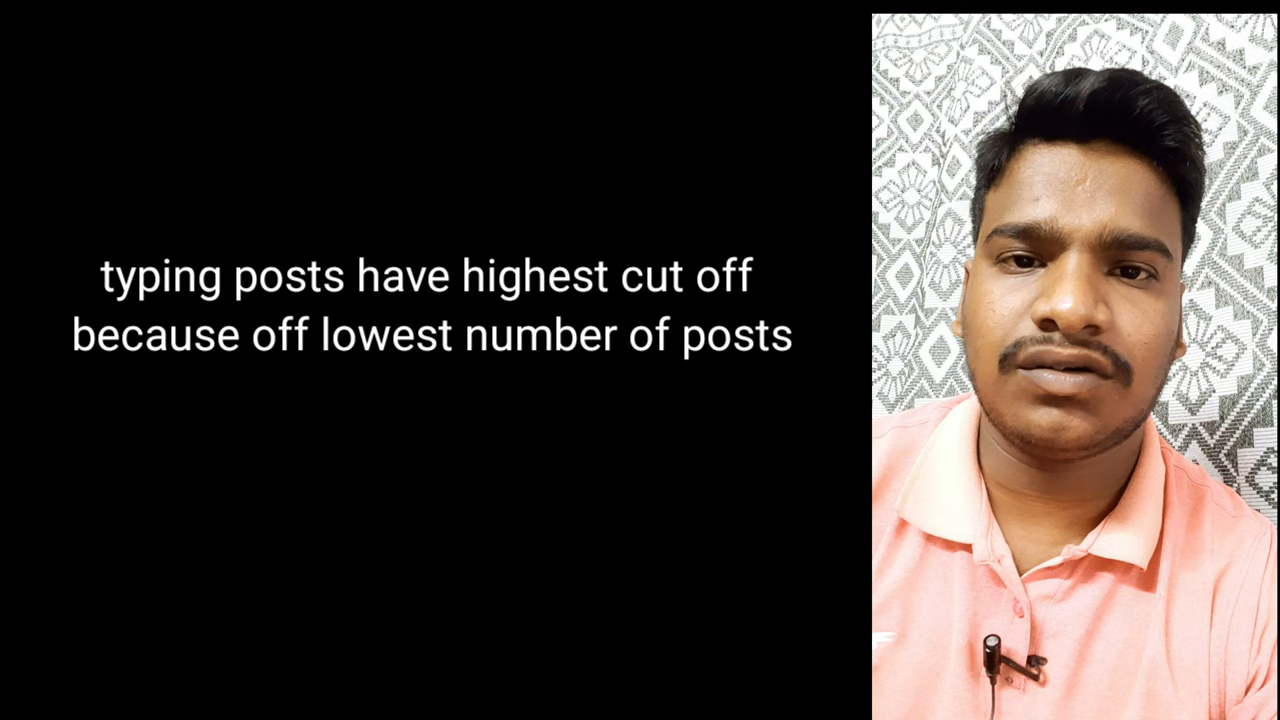 typing posts have highest cut off
because off lowest number of posts